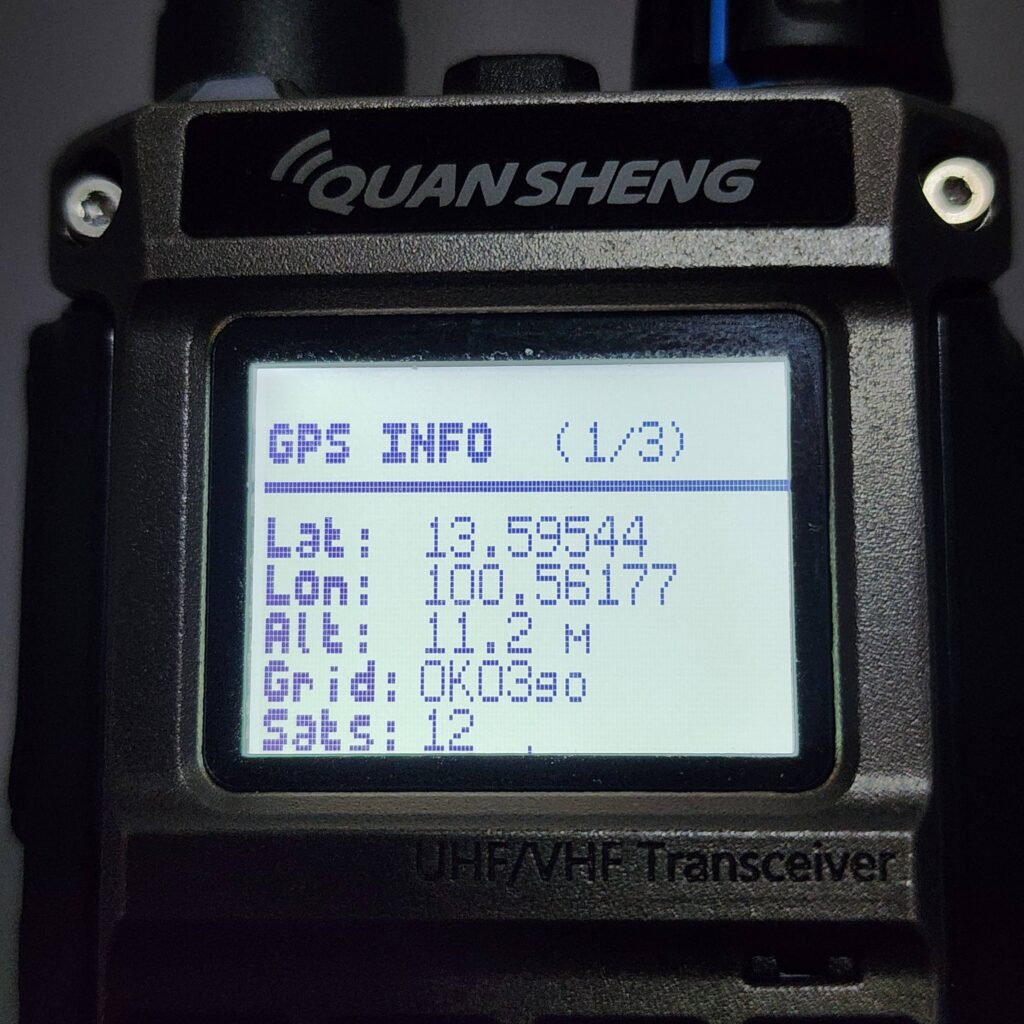 QUANSHENG
GPS INFO (1/3)
Lat: 13.59544
Lon: 100.56177
Alt: 11.2 м
Grid: OK03go
Sats: 12
UHF/VHF Transceiver